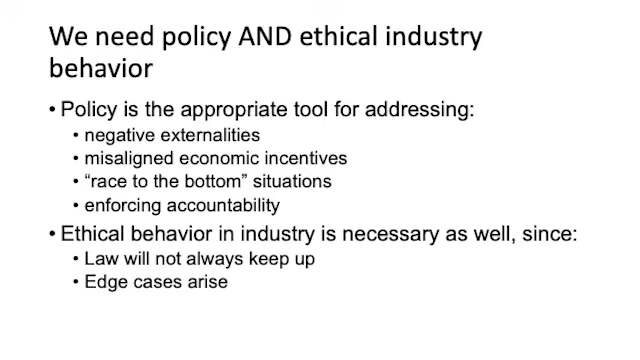 We need policy AND ethical industry
behavior
• Policy is the appropriate tool for addressing:
• negative externalities
• misaligned economic incentives
• “race to the bottom” situations
• enforcing accountability
• Ethical behavior in industry is necessary as well, since:
• Law will not always keep up
• Edge cases arise